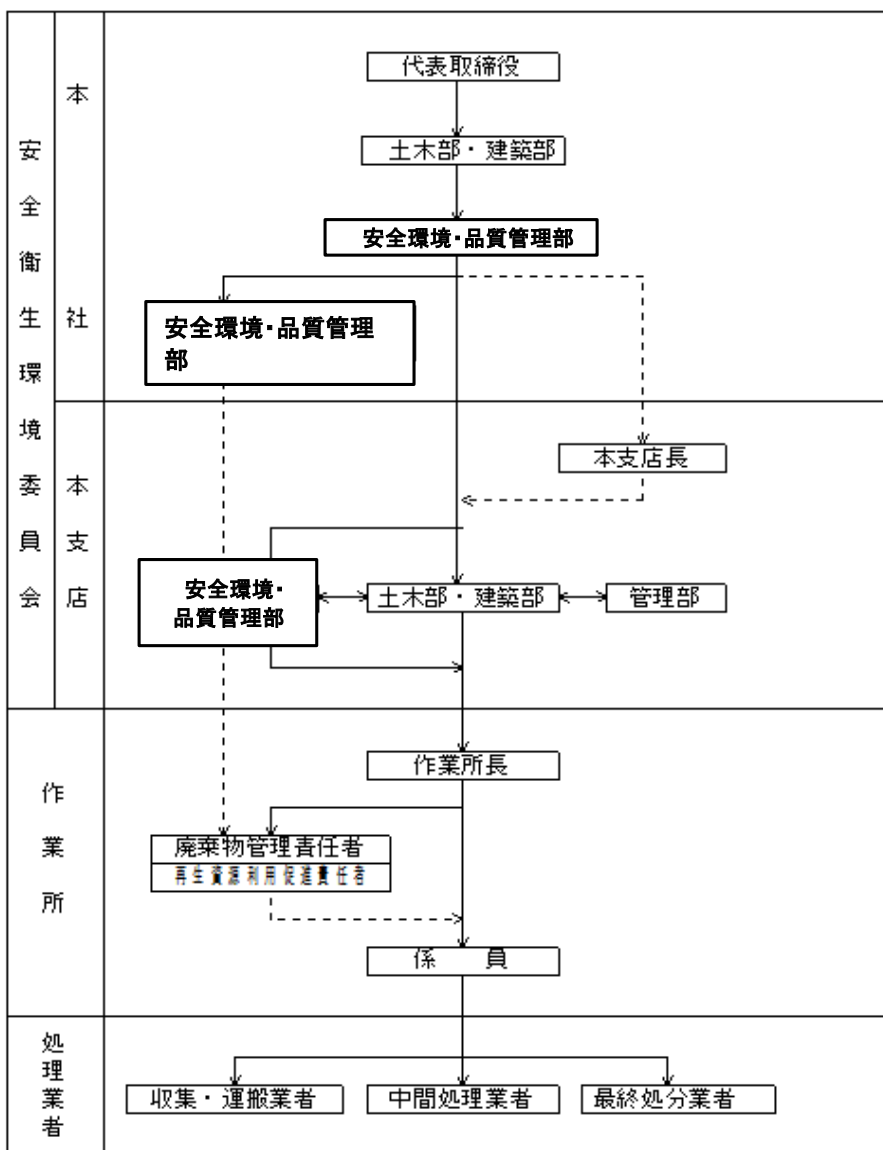 安全衛生環境委員会
本社
代表取締役
土木部・建築部
安全環境・品質管理部
安全環境・品質管理
部
本支店
本支店長
安全環境・
品質管理部
土木部・建築部
管理部
作業所
作業所長
廃棄物管理責任者
再生資源利用促進責任者
係 員
処理業者
収集・運搬業者
中間処理業者
最終処分業者